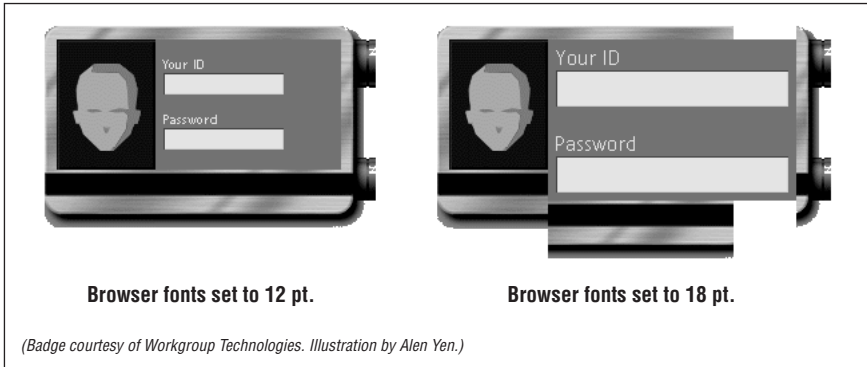 Your ID
Password
Your ID
Password
Browser fonts set to 12 pt.
Browser fonts set to 18 pt.
(Badge courtesy of Workgroup Technologies. Illustration by Alen Yen.)